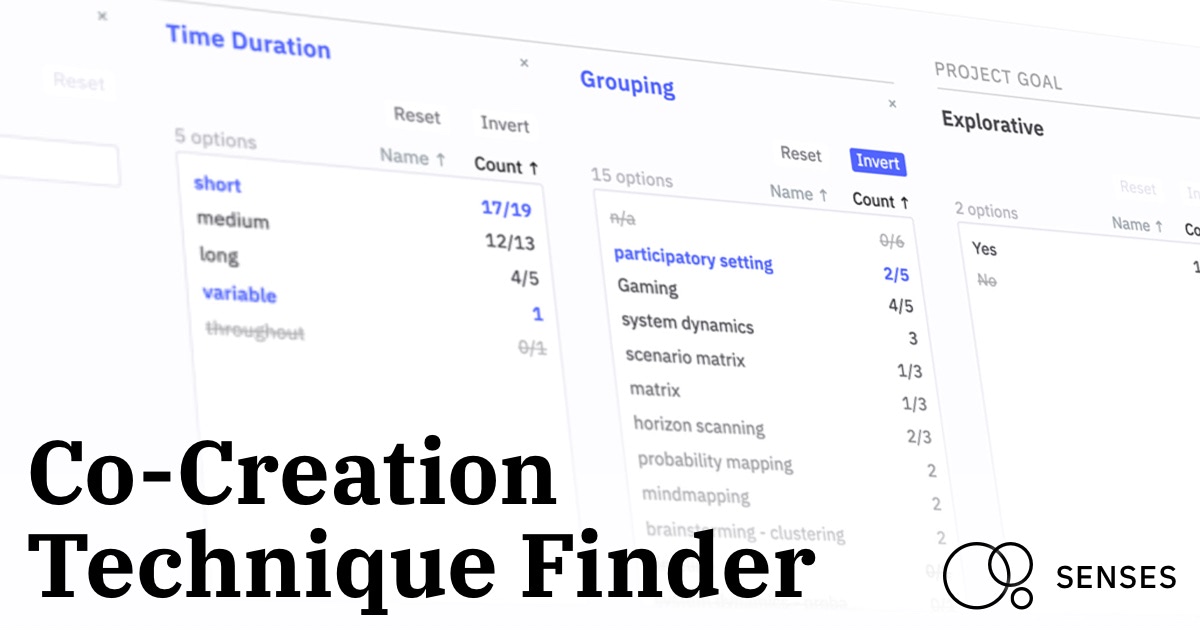 ×
Reset
Time Duration
×
Reset Invert
5 options
Name ↑ Count ↑
short 17/19
medium 12/13
long 4/5
variable 1
throughout 0/1
Grouping
×
Reset Invert
15 options
Name ↑ Count ↑
n/a 0/6
participatory setting 2/5
Gaming 4/5
system dynamics 3
scenario matrix 1/3
matrix 1/3
horizon scanning 2/3
probability mapping 2
mindmapping 2
brainstorming - clustering 2
PROJECT GOAL
Explorative
Reset In
2 options
Name ↑ Co
Yes 1
No
Co-Creation
Technique Finder
SENSES